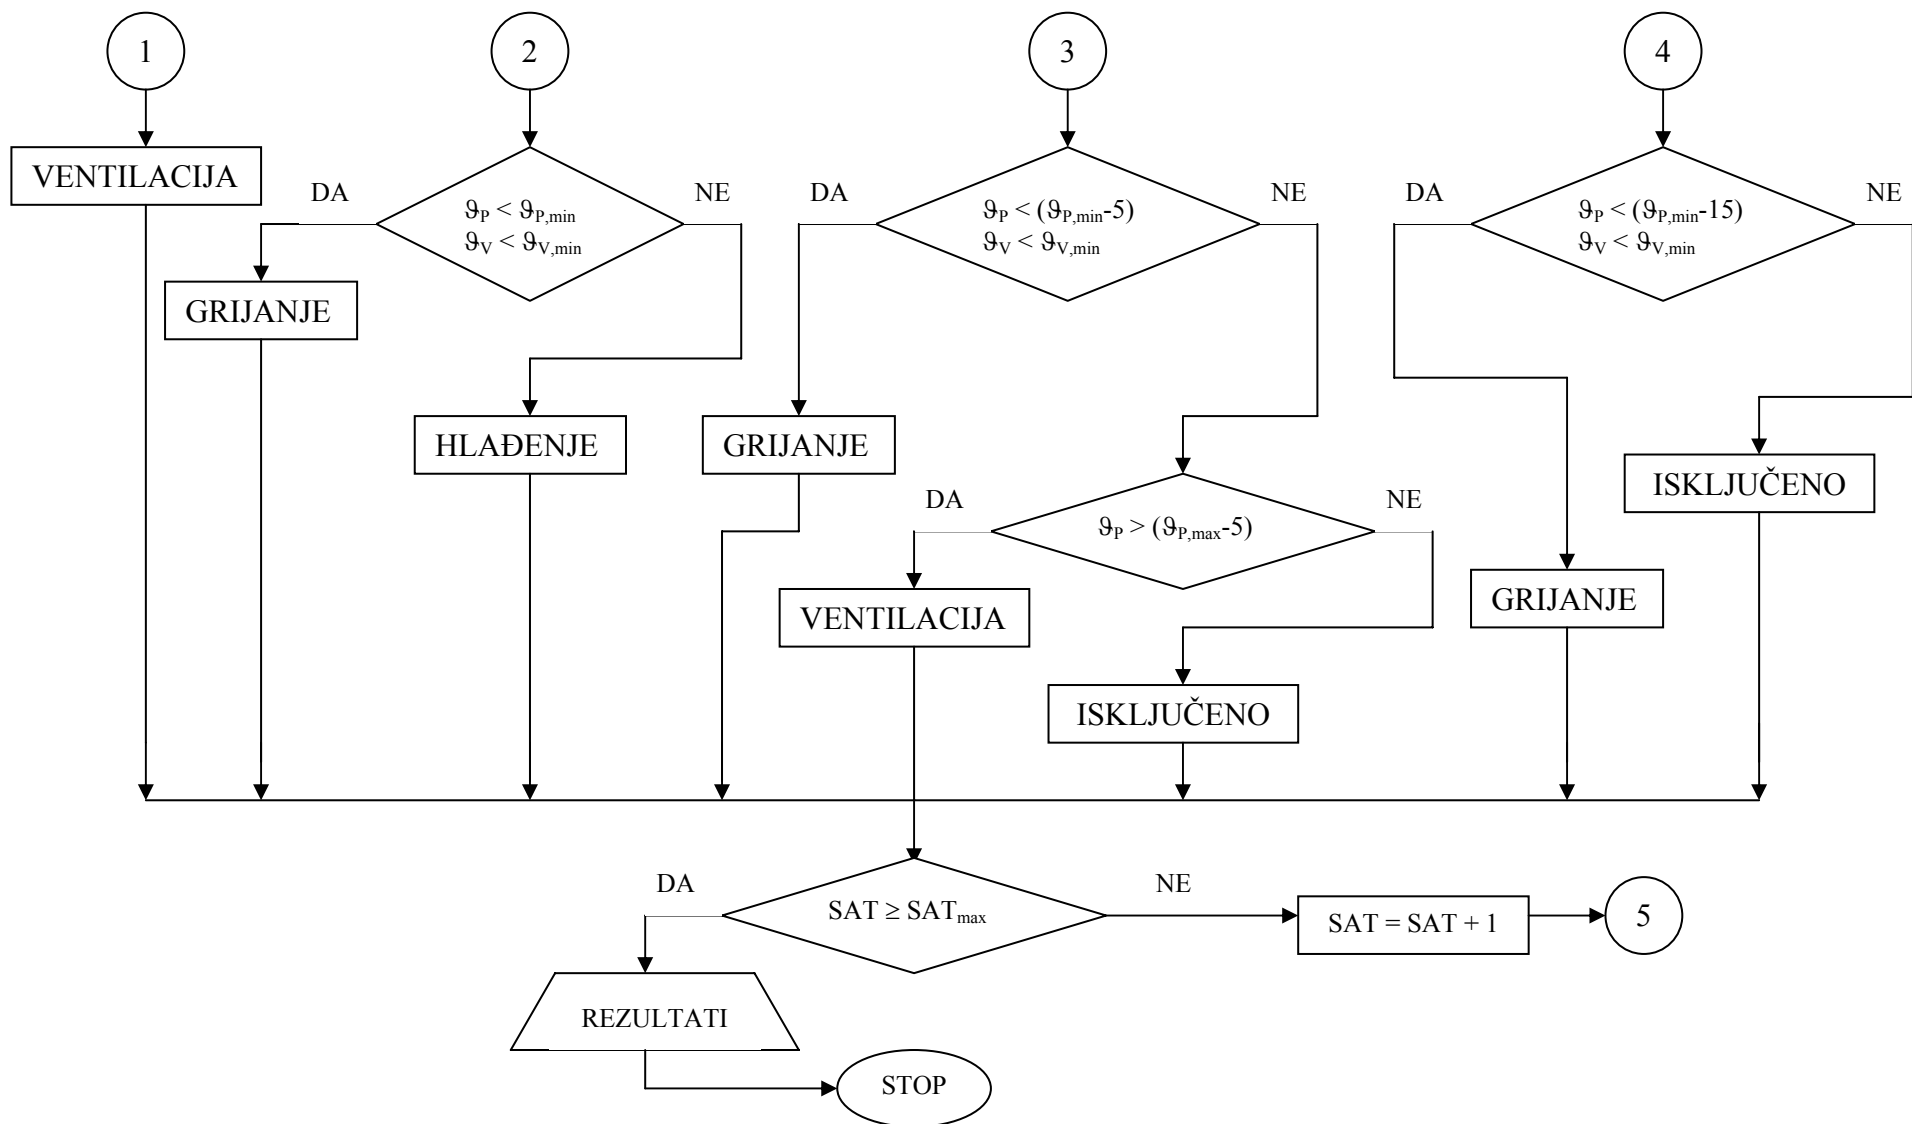 1
2
3
4
VENTILACIJA
DA
NE
ϑP < ϑP,min
ϑV < ϑV,min
GRIJANJE
HLAĐENJE
DA
NE
ϑP < (ϑP,min-5)
ϑV < ϑV,min
GRIJANJE
DA
NE
ϑP > (ϑP,max-5)
VENTILACIJA
ISKLJUČENO
DA
NE
ϑP < (ϑP,min-15)
ϑV < ϑV,min
GRIJANJE
ISKLJUČENO
DA
NE
SAT ≥ SATmax
SAT = SAT + 1
5
REZULTATI
STOP